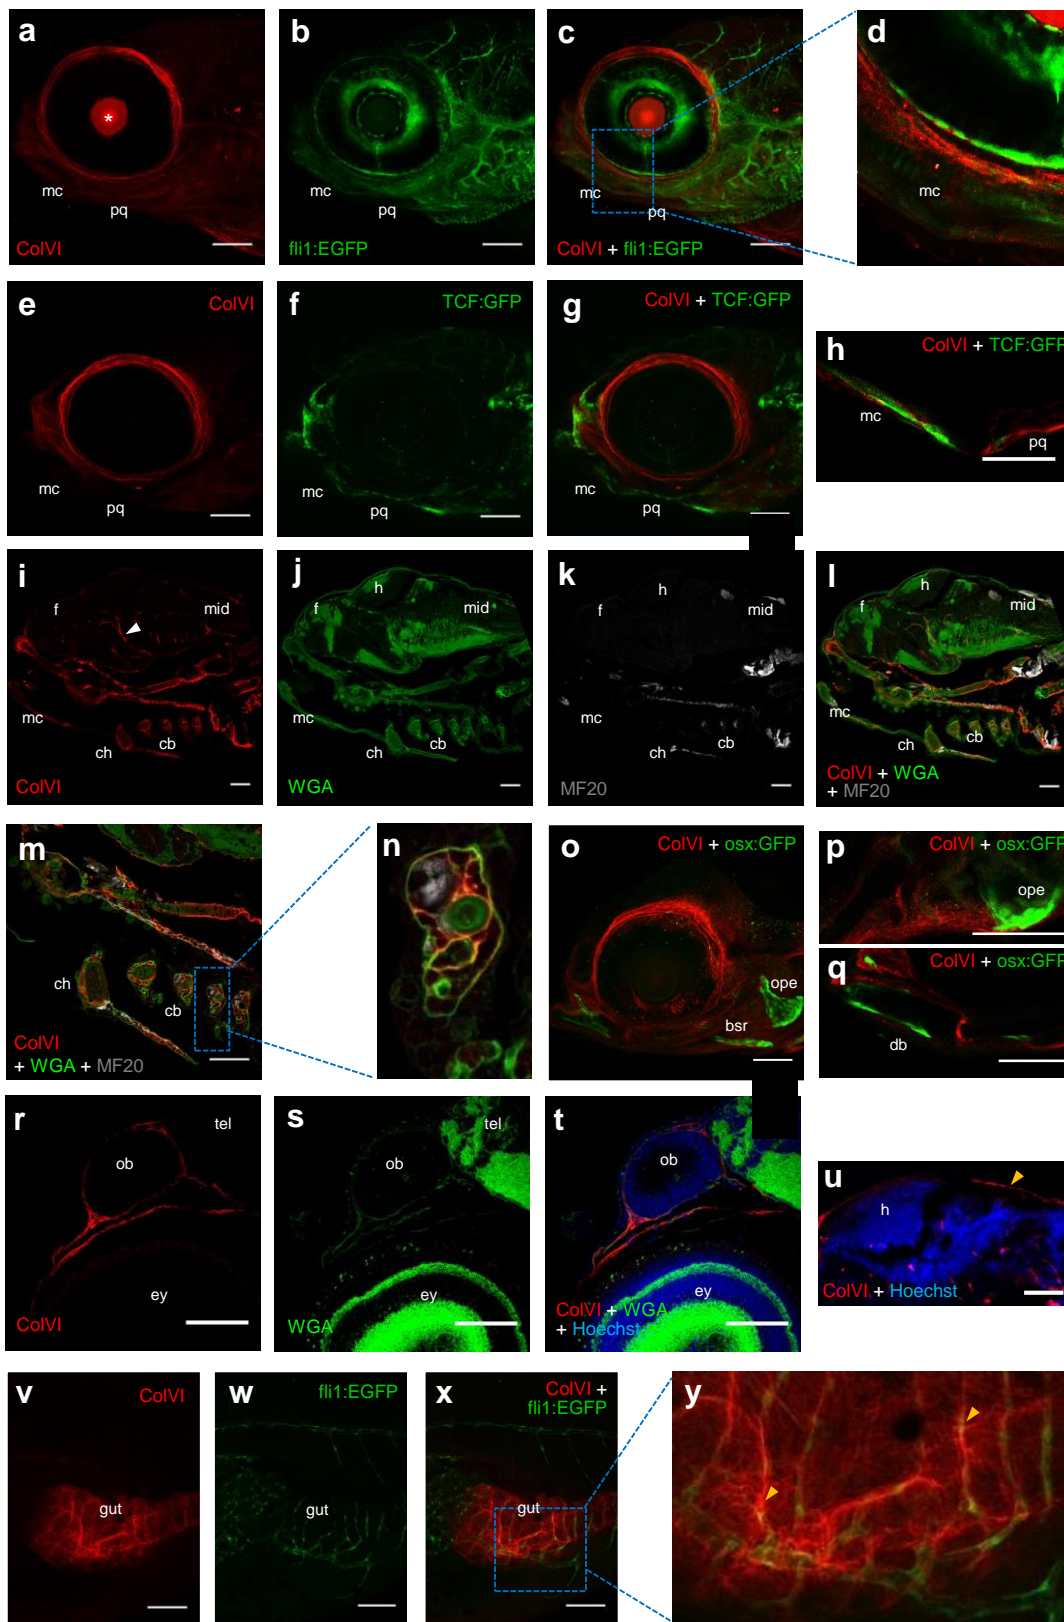 a
*
mc
pq
ColVI
b
mc
pq
fli1:EGFP
c
mc
pq
ColVI + fli1:EGFP
d
mc
e
ColVI
mc
pq
f
TCF:GFP
mc
pq
g
ColVI + TCF:GFP
mc
pq
h
ColVI + TCF:GFP
mc
pq
i
f
mid
mc
ch
cb
ColVI
j
h
f
mid
mc
ch
cb
WGA
k
h
f
mid
mc
ch
cb
MF20
l
h
f
mid
mc
ch
cb
ColVI + WGA
+ MF20
m
ch
cb
ColVI
+ WGA + MF20
n
o
ColVI + osx:GFP
ope
bsr
p
ColVI + osx:GFP
ope
q
ColVI + osx:GFP
db
r
tel
ob
ey
ColVI
s
tel
ob
ey
WGA
t
ob
ey
ColVI + WGA
+ Hoechst
u
h
ColVI + Hoechst
v
ColVI
gut
w
fli1:EGFP
gut
x
ColVI +
fli1:EGFP
gut
y